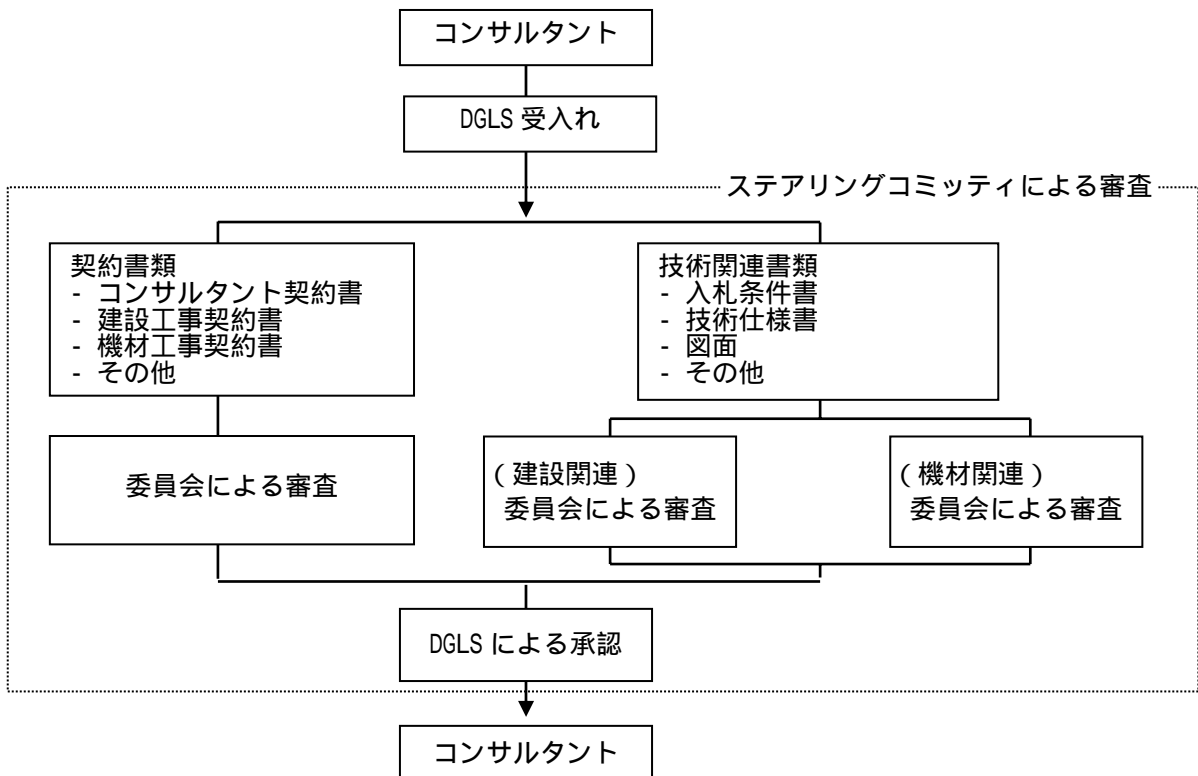 コンサルタント
DGLS 受入れ
ステアリングコミッティによる審査
契約書類
- コンサルタント契約書
- 建設工事契約書
- 機材工事契約書
- その他
技術関連書類
- 入札条件書
- 技術仕様書
- 図面
- その他
委員会による審査
(建設関連)
委員会による審査
(機材関連)
委員会による審査
DGLS による承認
コンサルタント